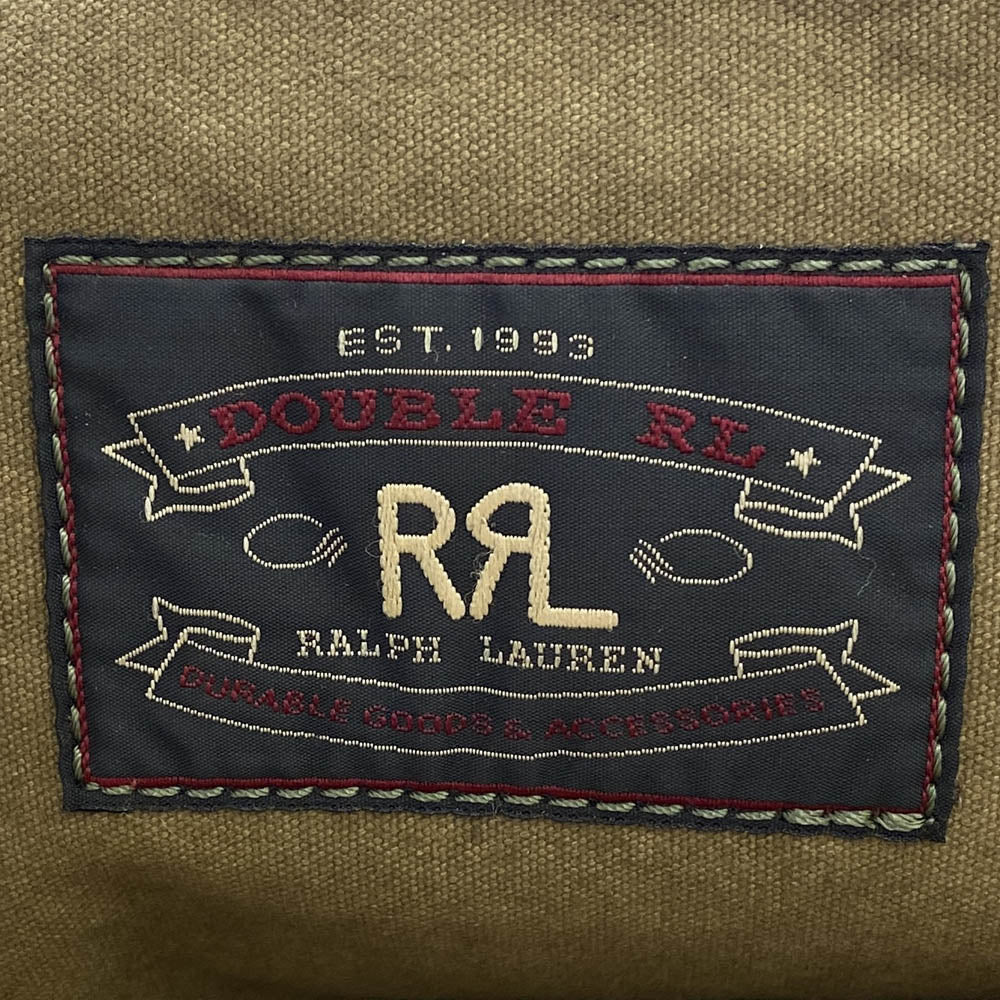 EST. 1993
DOUBLE RL
RRL
RALPH LAUREN
DURABLE GOODS & ACCESSORIES